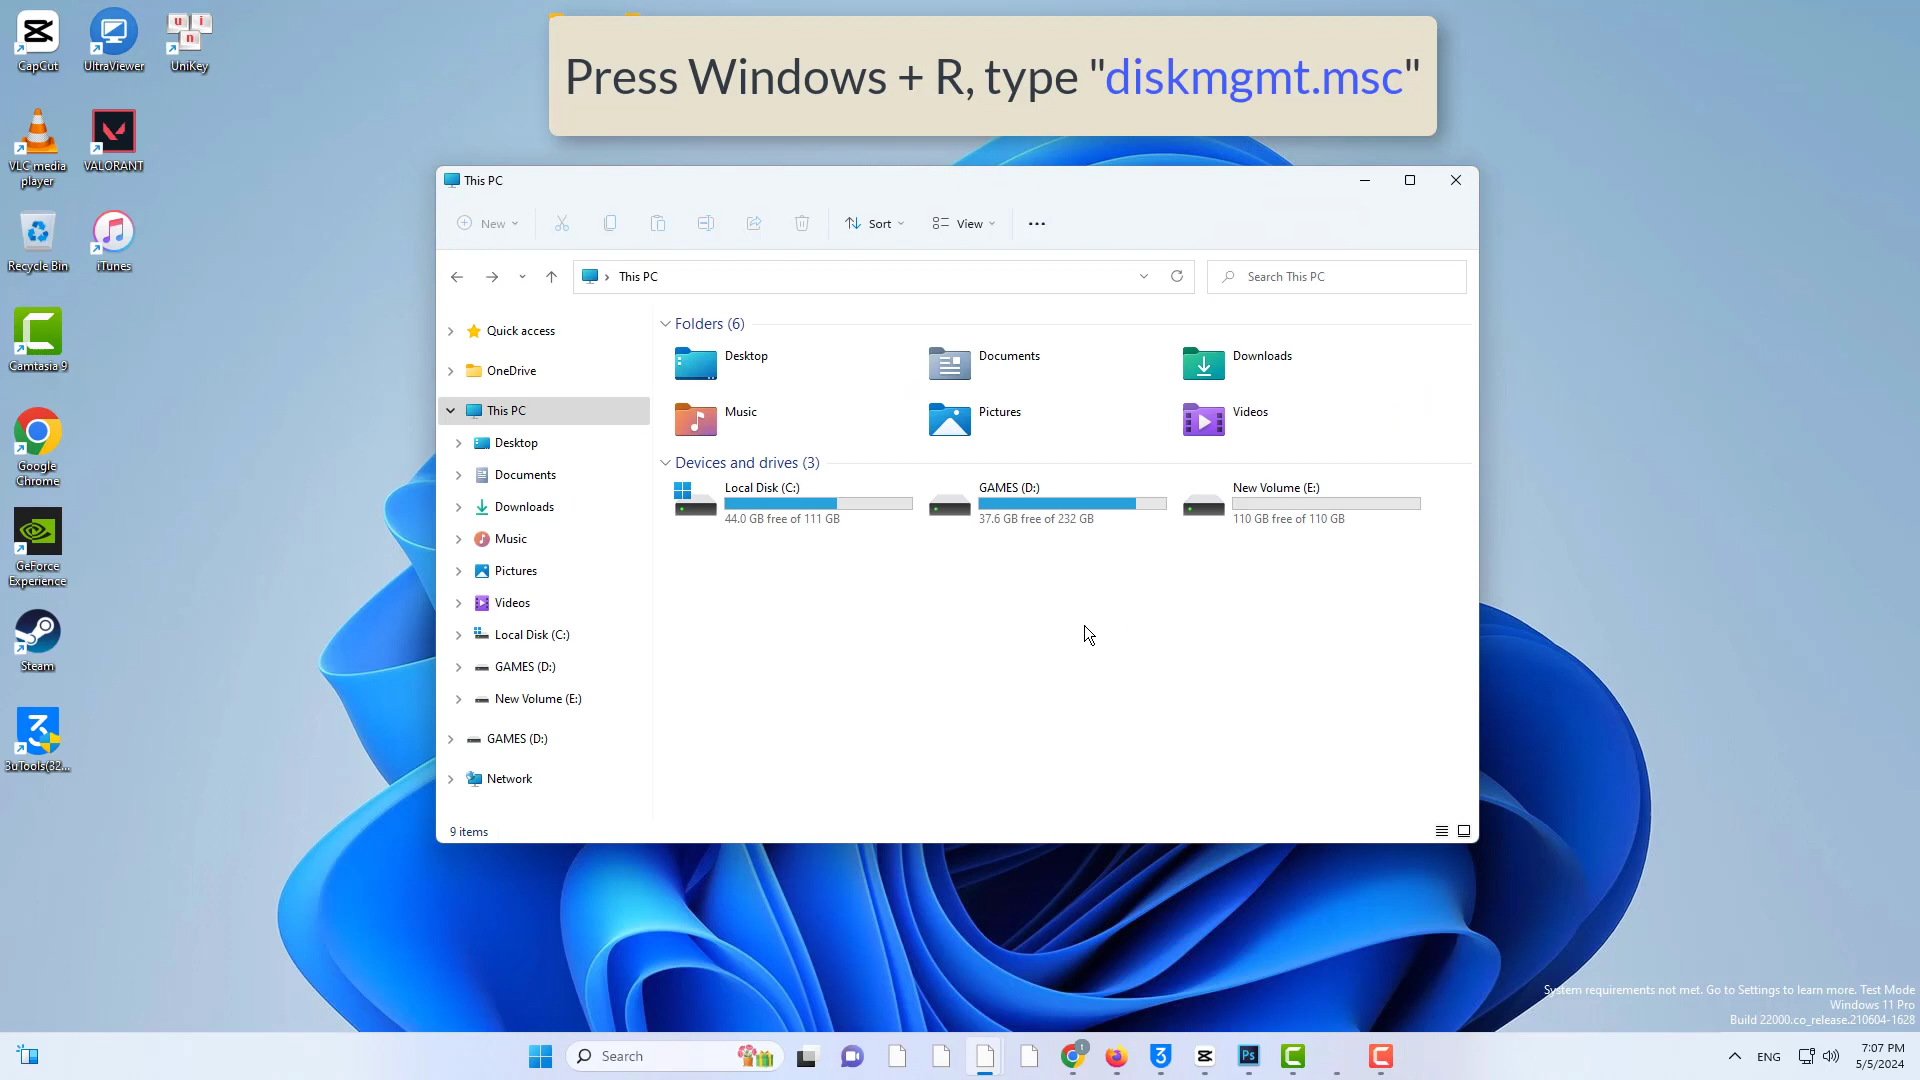 Press Windows + R, type "diskmgmt.msc"
CapCut
UltraViewer
UniKey
VLC media
player
VALORANT
Recycle Bin
iTunes
Camtasia 9
Google
Chrome
GeForce
Experience
Steam
3uTools(32...
This PC
New
Sort
View
This PC
Search This PC
Quick access
OneDrive
This PC
Desktop
Documents
Downloads
Music
Pictures
Videos
Local Disk (C:)
GAMES (D:)
New Volume (E:)
GAMES (D:)
Network
Folders (6)
Desktop
Documents
Downloads
Music
Pictures
Videos
Devices and drives (3)
Local Disk (C:)
44.0 GB free of 111 GB
GAMES (D:)
37.6 GB free of 232 GB
New Volume (E:)
110 GB free of 110 GB
9 items
System requirements not met. Go to Settings to learn more. Test Mode
Windows 11 Pro
Build 22000.co_release.210604-1628
Search
1
3
Ps
ENG
7:07 PM
5/5/2024